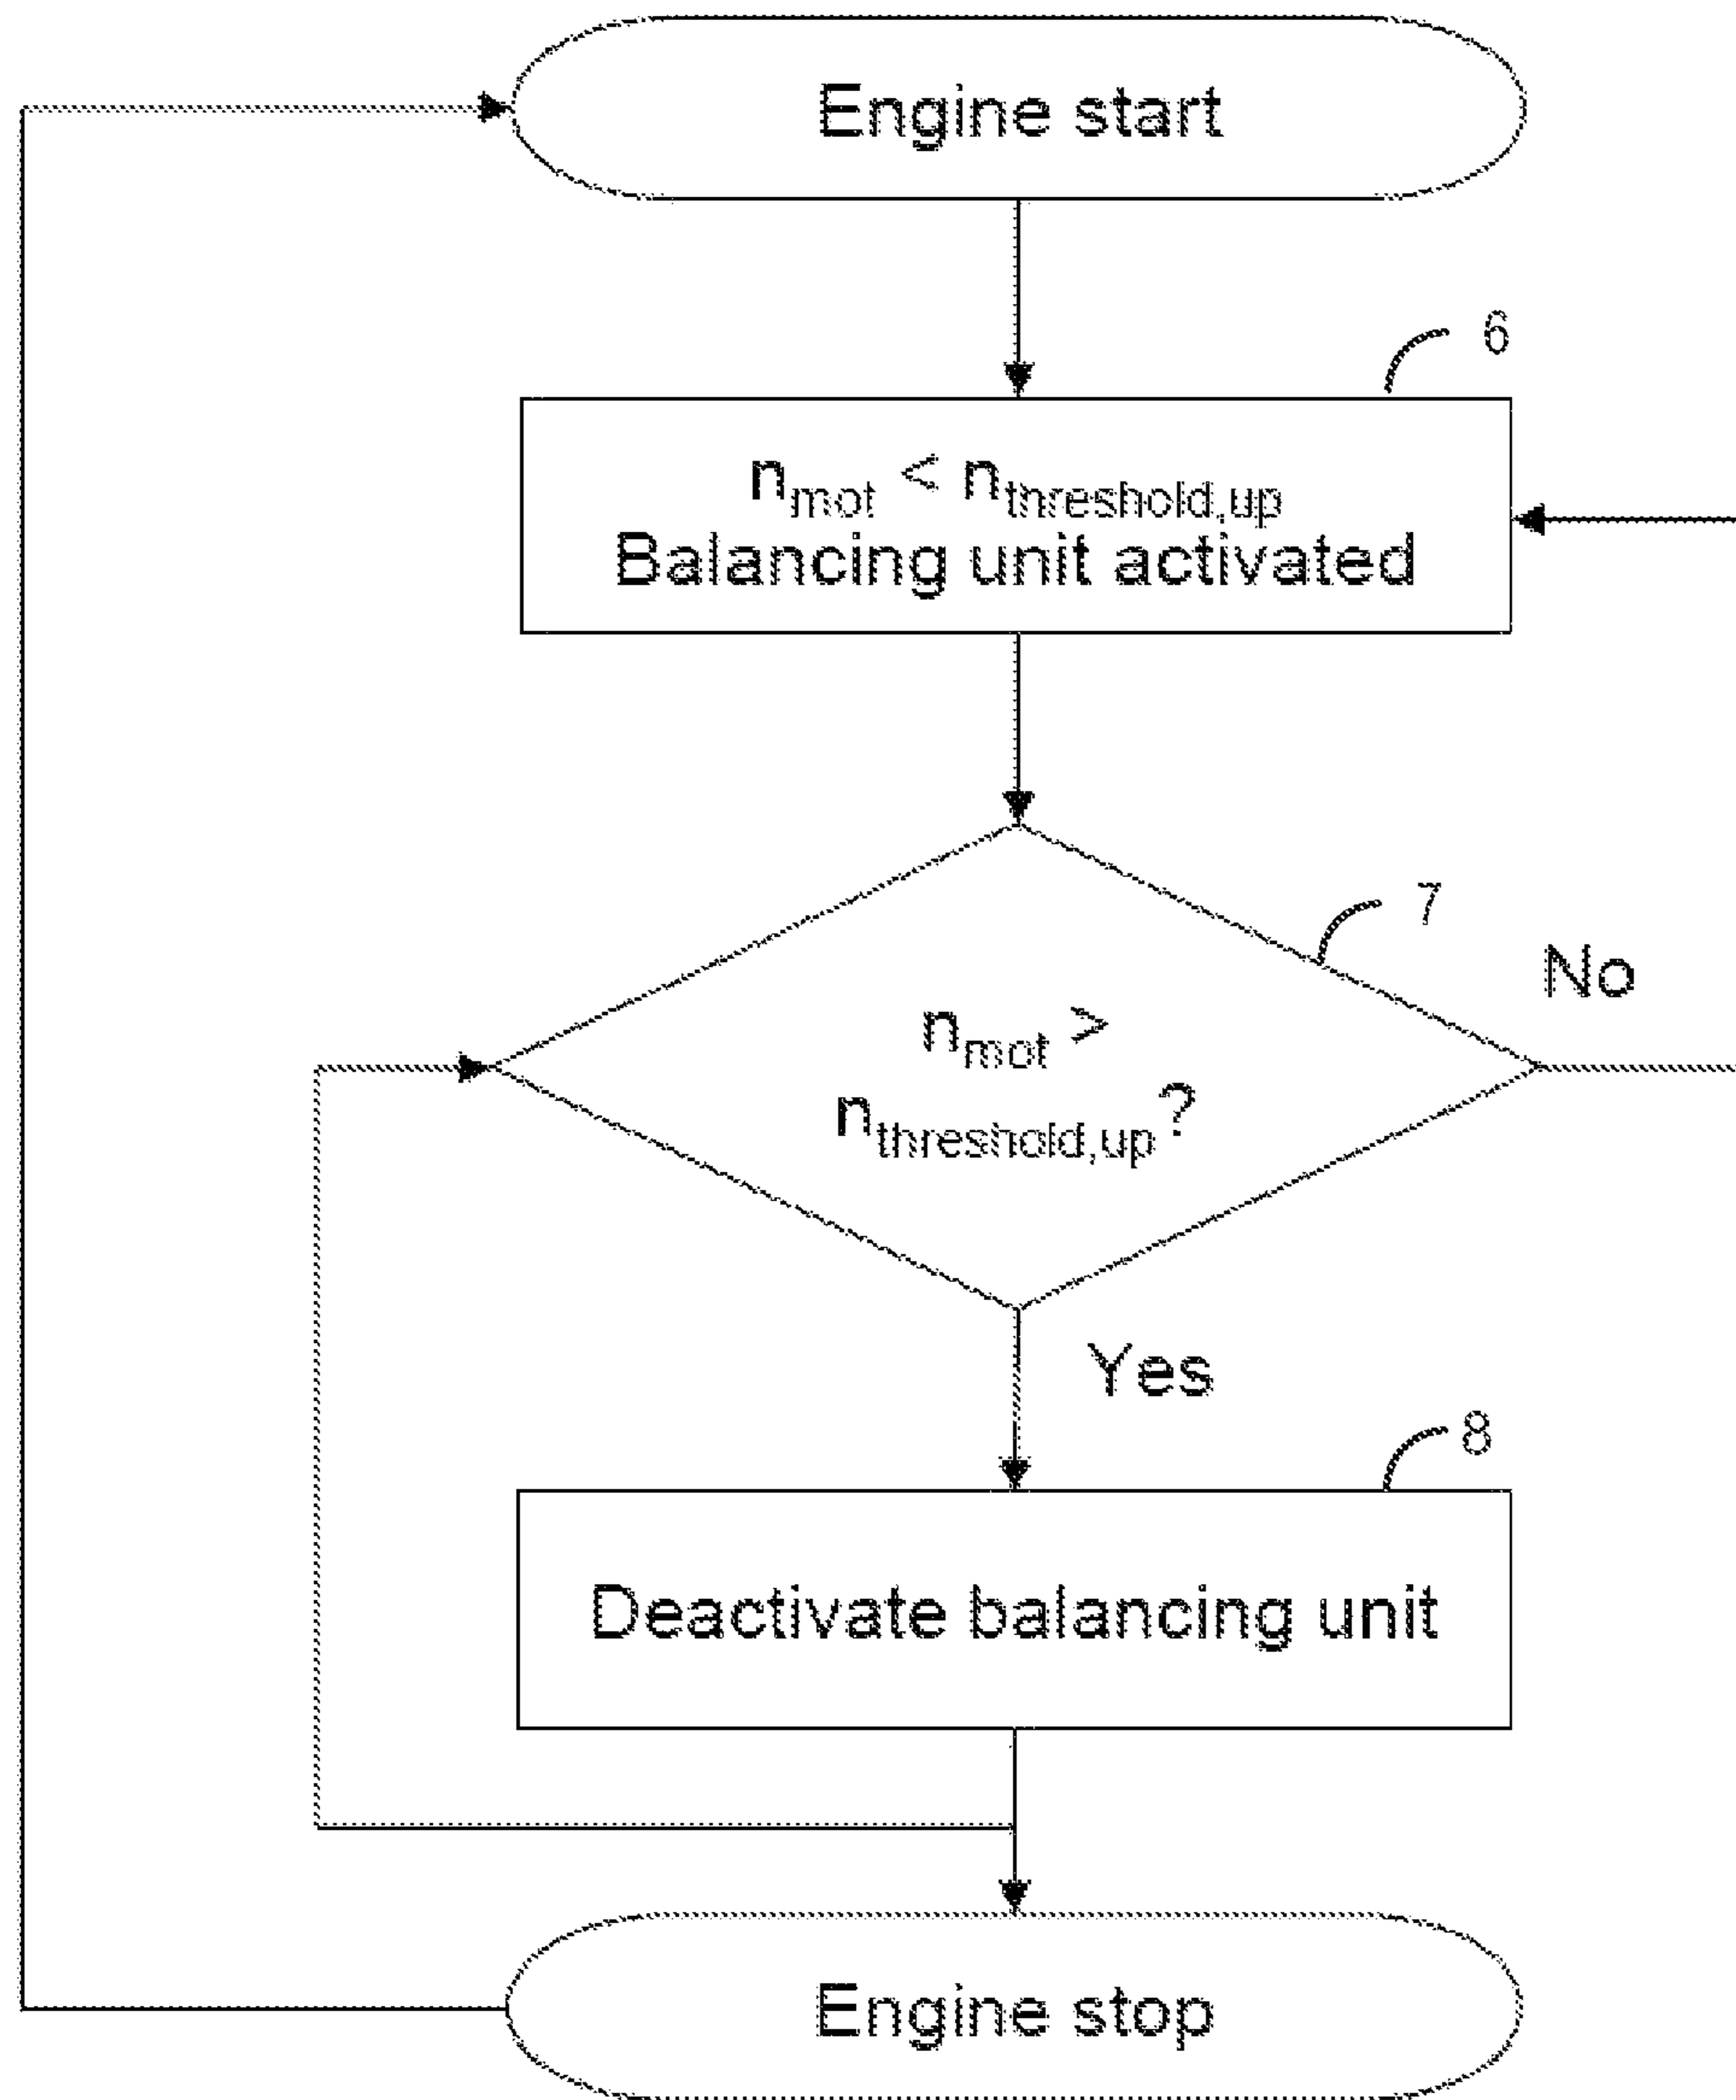 Engine start
6
n_mot < n_threshold,up
Balancing unit activated
7
No
n_mot >
n_threshold,up?
Yes
8
Deactivate balancing unit
Engine stop